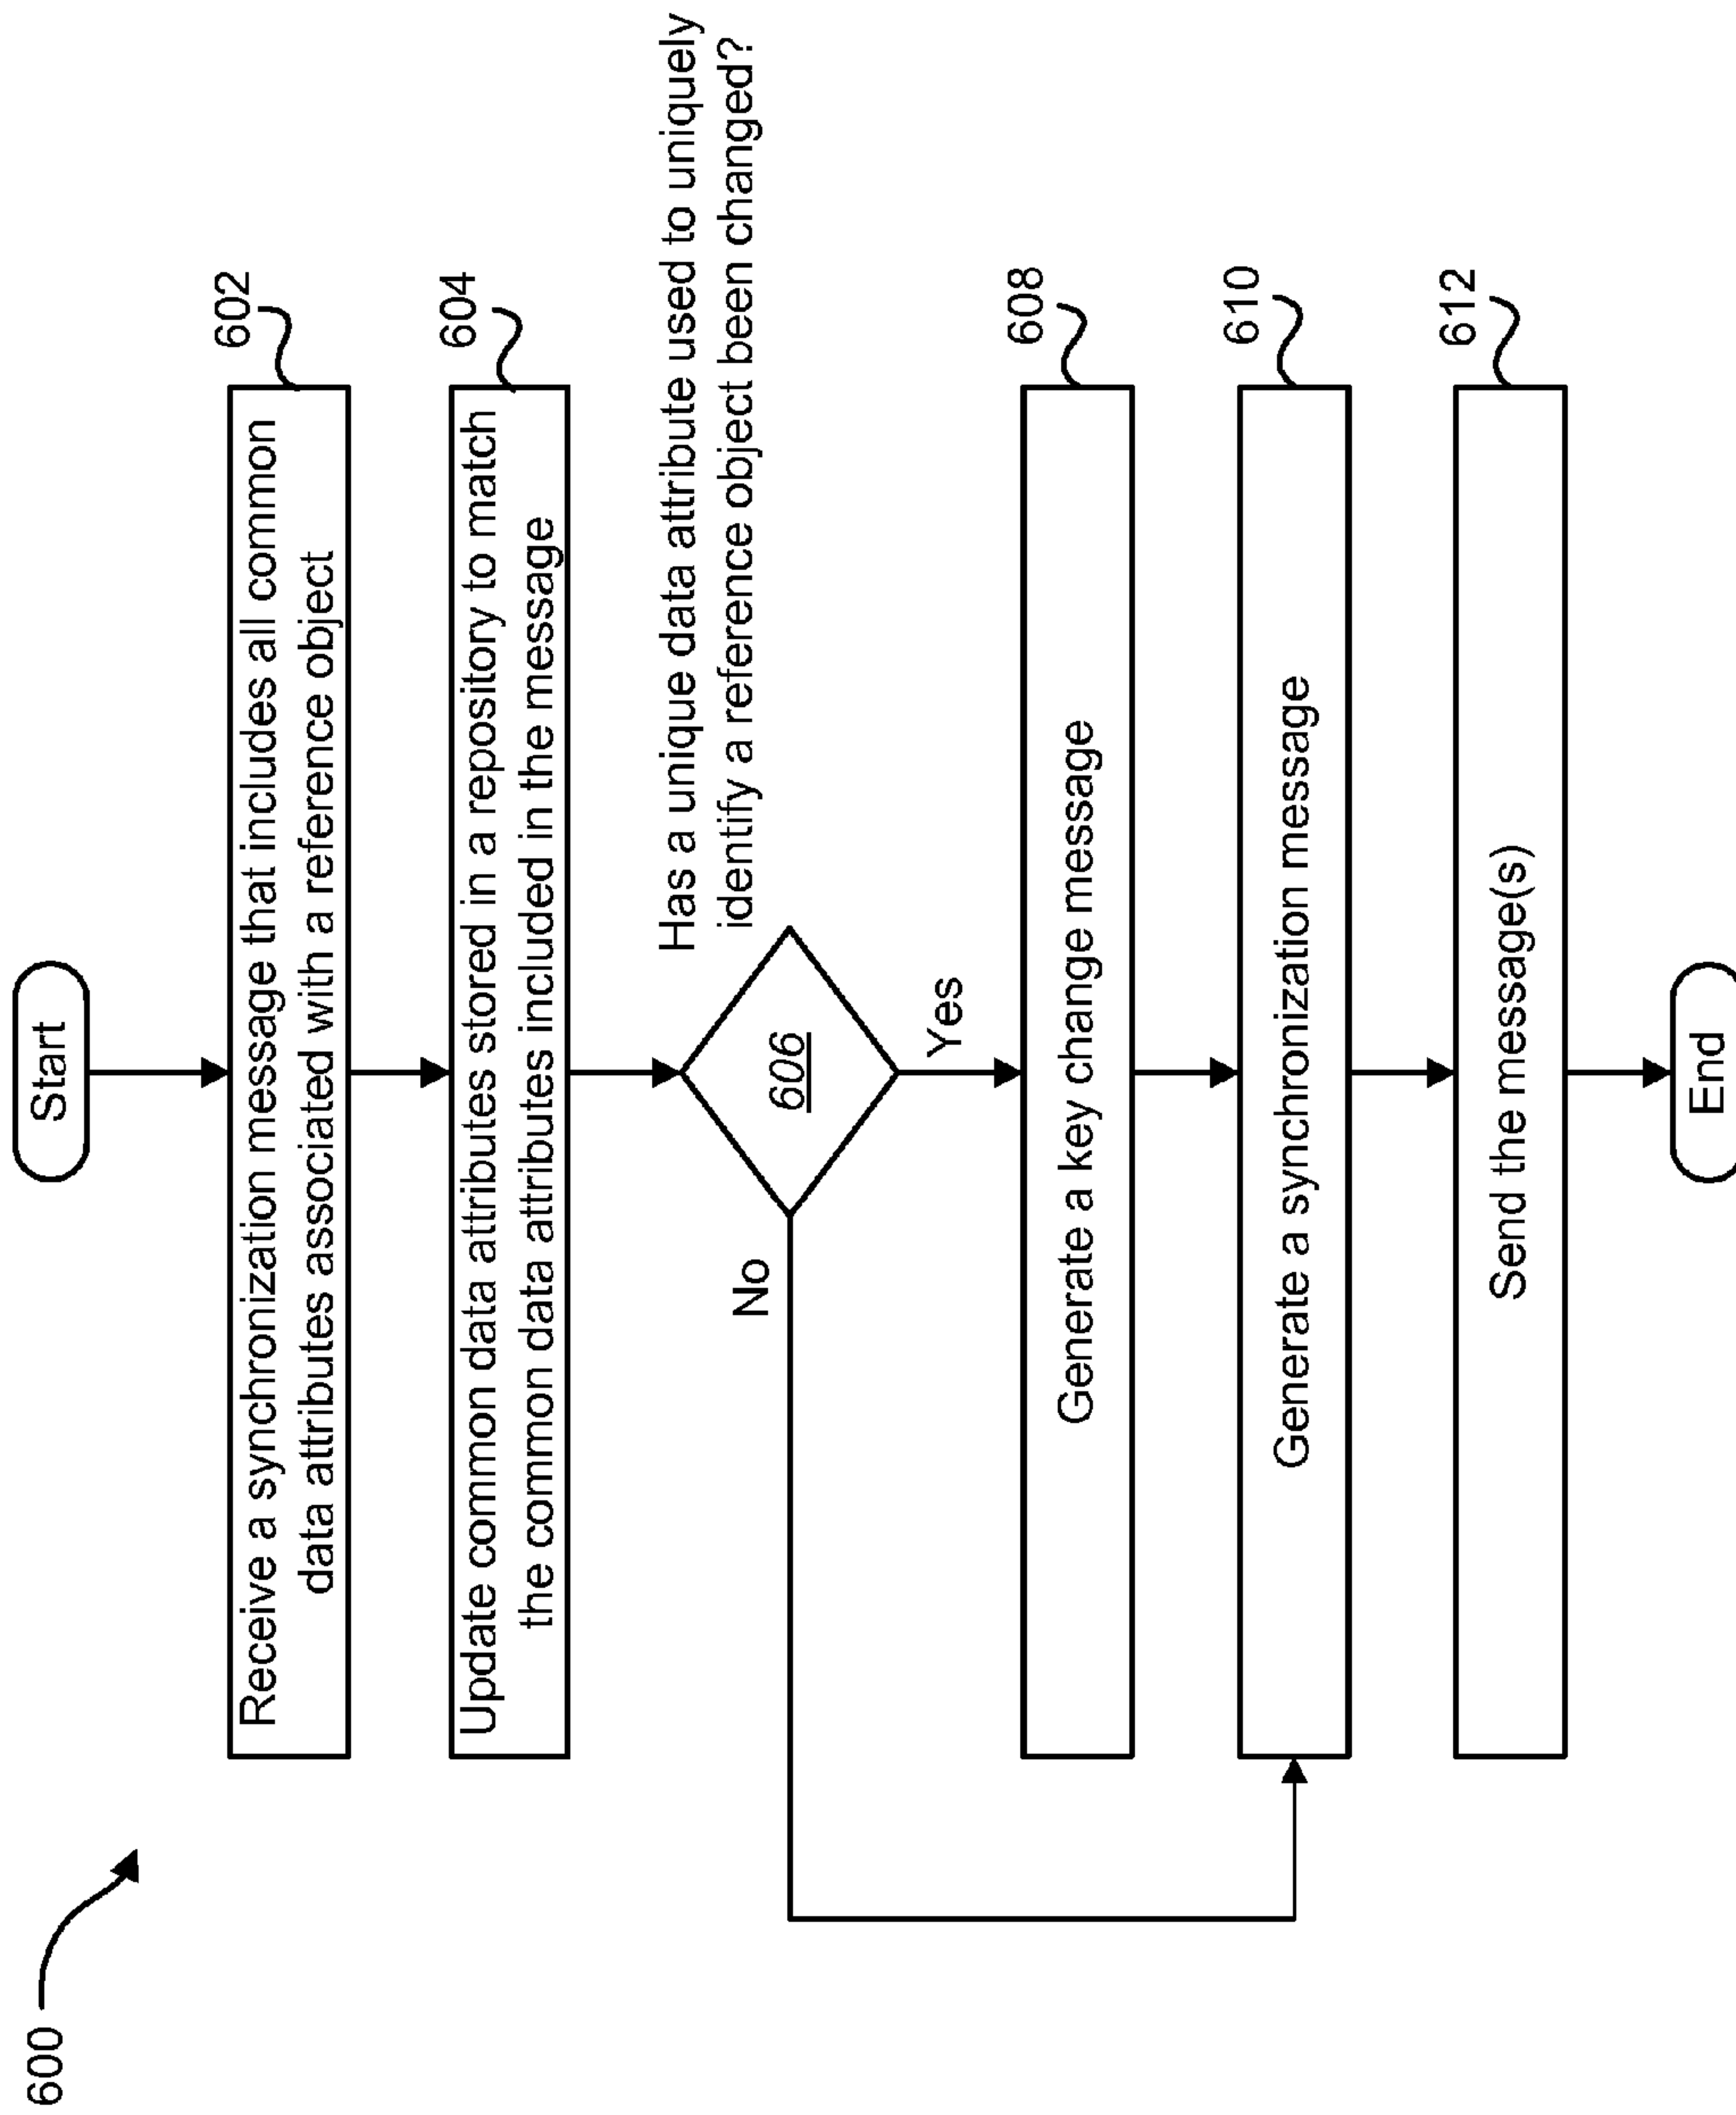 600
Start
Receive a synchronization message that includes all common
data attributes associated with a reference object
602
Update common data attributes stored in a repository to match
the common data attributes included in the message
604
Has a unique data attribute used to uniquely
identify a reference object been changed?
606
No
Yes
Generate a key change message
608
Generate a synchronization message
610
Send the message(s)
612
End